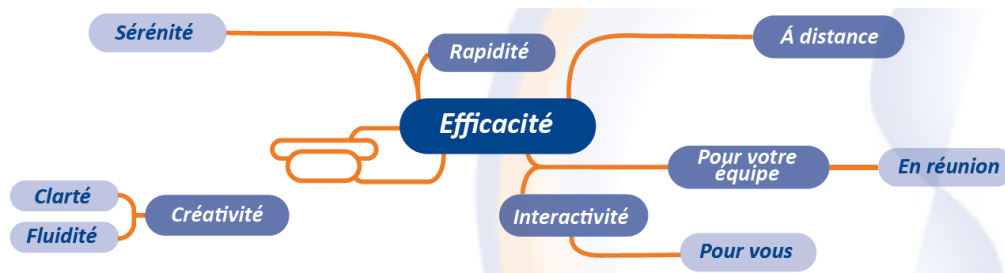 Sérénité
Rapidité
Á distance
Efficacité
Pour votre
équipe
En réunion
Clarté
Créativité
Interactivité
Fluidité
Pour vous